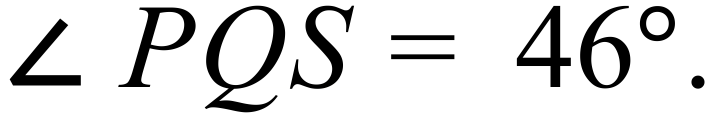 ∠ PQS = 46°.